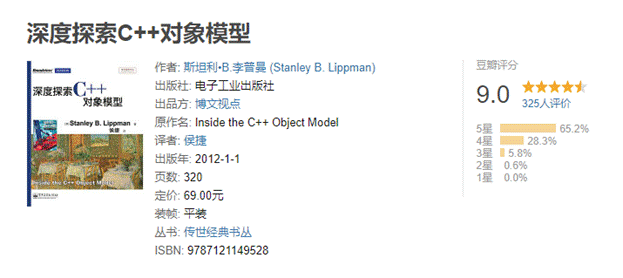 深度探索C++对象模型
深度探索C++
对象模型
Stanley B. Lippman
侯捷
Inside the C++ Object Model
作者: 斯坦利•B.李普曼 (Stanley B. Lippman)
出版社: 电子工业出版社
出品方: 博文视点
原作名: Inside the C++ Object Model
译者: 侯捷
出版年: 2012-1-1
页数: 320
定价: 69.00元
装帧: 平装
丛书: 传世经典书丛
ISBN: 9787121149528
豆瓣评分
9.0
325人评价
5星 65.2%
4星 28.3%
3星 5.8%
2星 0.6%
1星 0.0%